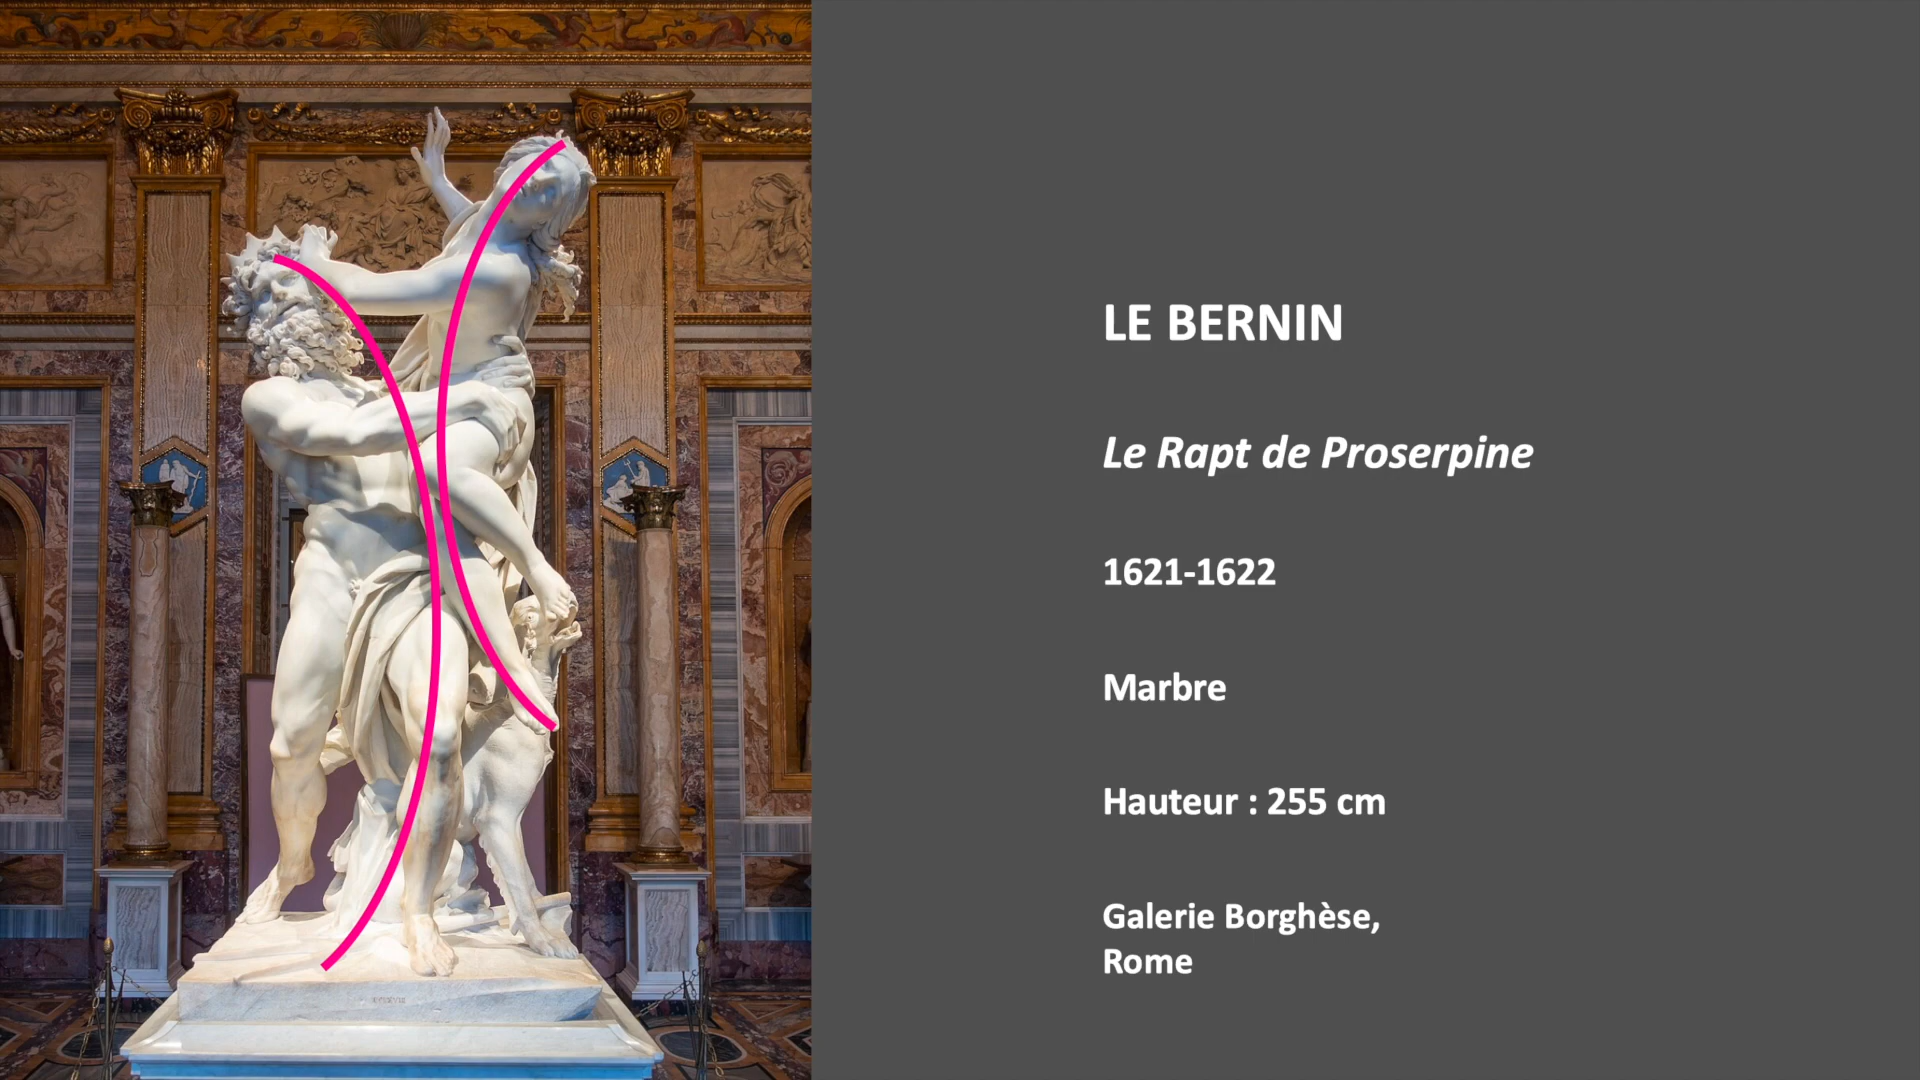 LE BERNIN
Le Rapt de Proserpine
1621-1622
Marbre
Hauteur : 255 cm
Galerie Borghèse,
Rome